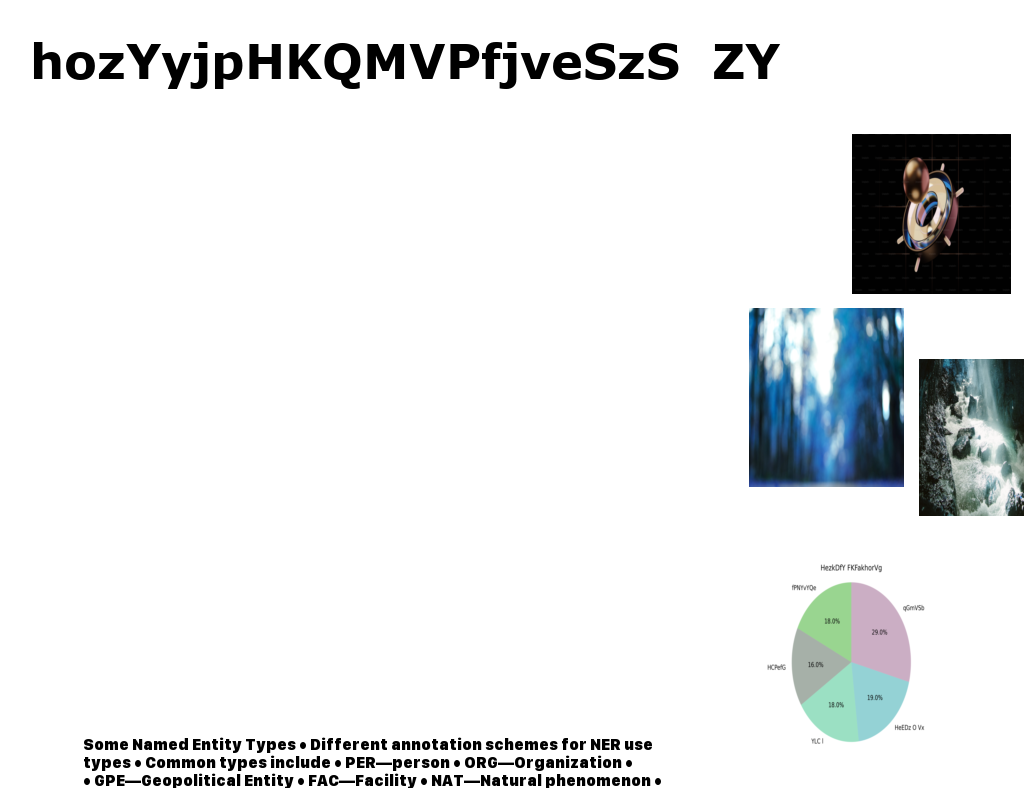 hozYyjpHKQMVPfjveSzS ZY
HezkDfY FKFakhorVg
fPNYvYQe
qGmVSb
18.0%
29.0%
HCPefG
16.0%
18.0%
19.0%
HeEDz O Vx
YLC l
Some Named Entity Types • Different annotation schemes for NER use
types • Common types include • PER—person • ORG—Organization •
• GPE—Geopolitical Entity • FAC—Facility • NAT—Natural phenomenon •